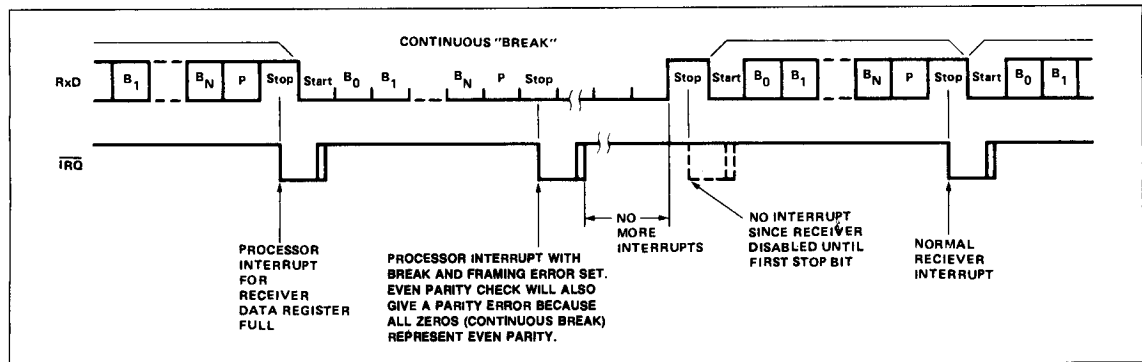 CONTINUOUS "BREAK"
RxD B1 BN P Stop Start B0 B1 BN P Stop Stop Start B0 B1 BN P Stop Start B0 B1
IRQ
NO
MORE
INTERRUPTS
NO INTERRUPT
SINCE RECEIVER
DISABLED UNTIL
FIRST STOP BIT
NORMAL
RECIEVER
INTERRUPT
PROCESSOR
INTERRUPT
FOR
RECEIVER
DATA REGISTER
FULL
PROCESSOR INTERRUPT WITH
BREAK AND FRAMING ERROR SET.
EVEN PARITY CHECK WILL ALSO
GIVE A PARITY ERROR BECAUSE
ALL ZEROS (CONTINUOUS BREAK)
REPRESENT EVEN PARITY.